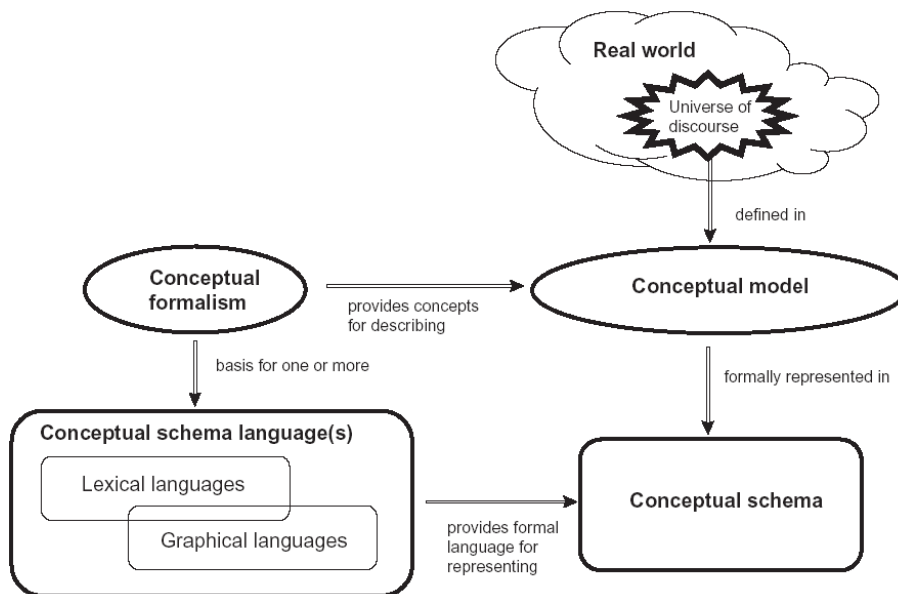 Real world
Universe of
discourse
defined in
Conceptual
formalism
provides concepts
for describing
Conceptual model
basis for one or more
formally represented in
Conceptual schema language(s)
Lexical languages
Graphical languages
provides formal
language for
representing
Conceptual schema